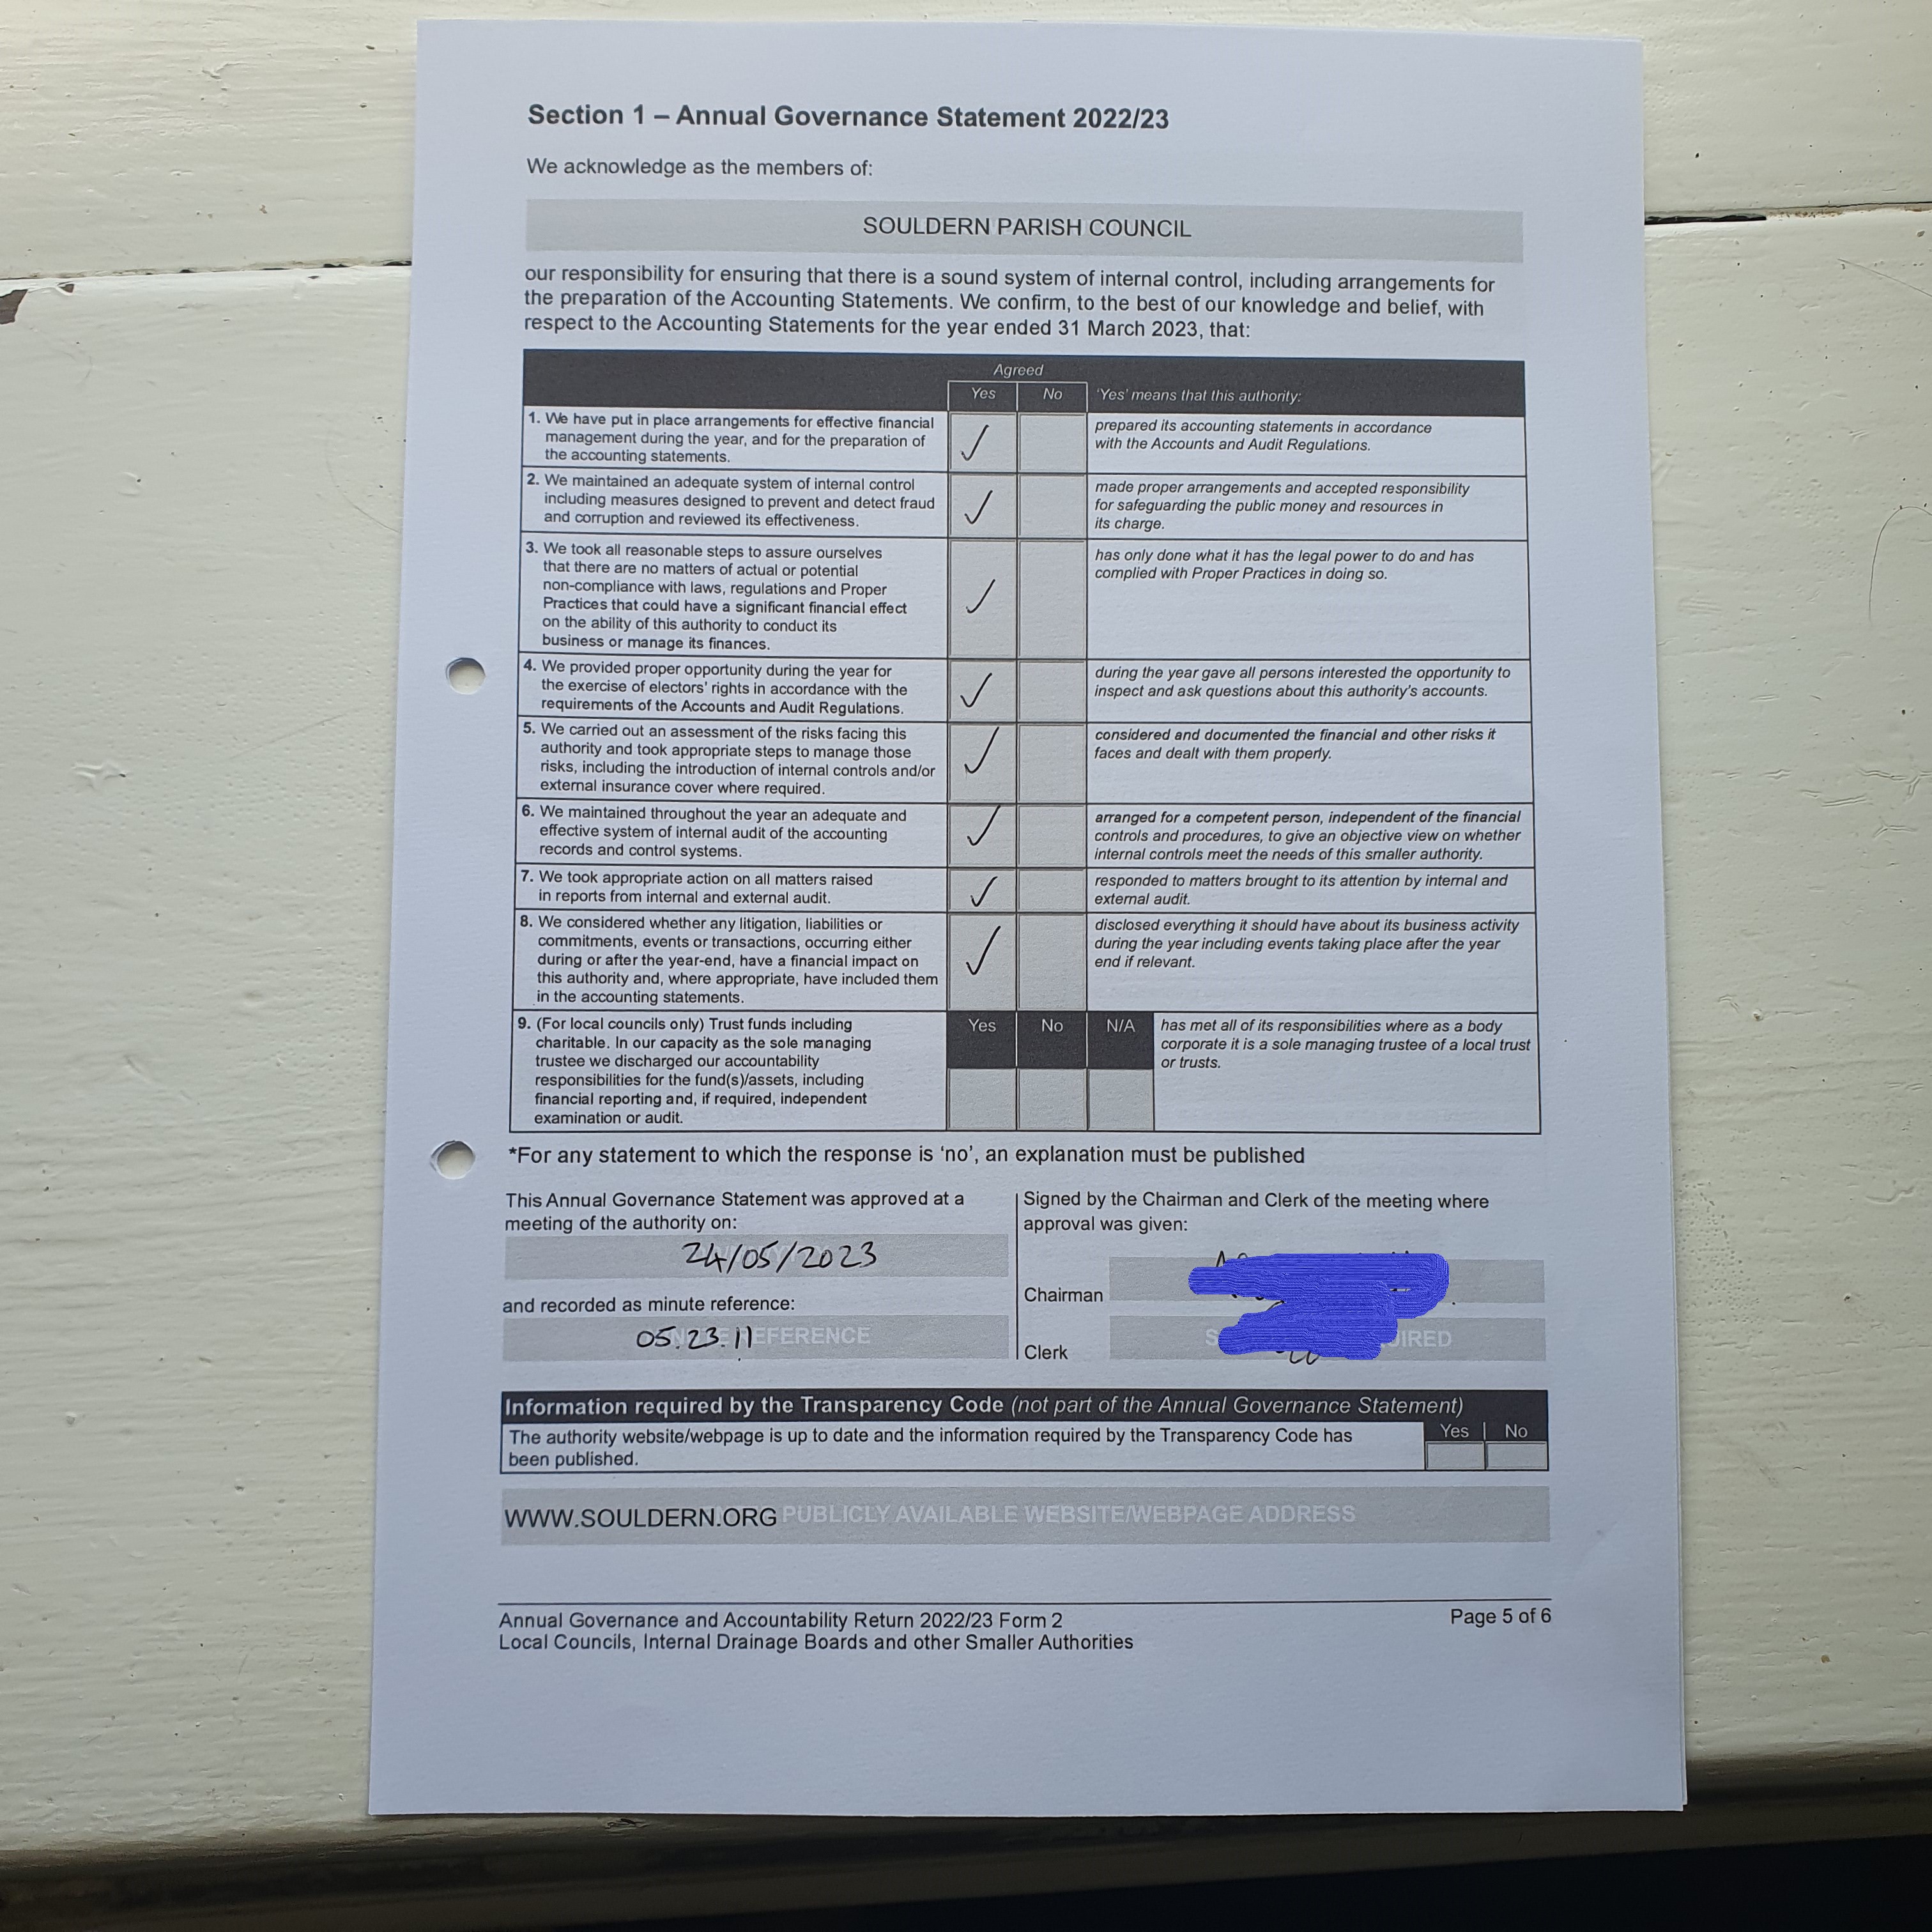 Section 1 – Annual Governance Statement 2022/23
We acknowledge as the members of:
SOULDERN PARISH COUNCIL
our responsibility for ensuring that there is a sound system of internal control, including arrangements for
the preparation of the Accounting Statements. We confirm, to the best of our knowledge and belief, with
respect to the Accounting Statements for the year ended 31 March 2023, that:
Agreed
Yes No 'Yes' means that this authority:
1. We have put in place arrangements for effective financial
management during the year, and for the preparation of
the accounting statements.
prepared its accounting statements in accordance
with the Accounts and Audit Regulations.
2. We maintained an adequate system of internal control
including measures designed to prevent and detect fraud
and corruption and reviewed its effectiveness.
made proper arrangements and accepted responsibility
for safeguarding the public money and resources in
its charge.
3. We took all reasonable steps to assure ourselves
that there are no matters of actual or potential
non-compliance with laws, regulations and Proper
Practices that could have a significant financial effect
on the ability of this authority to conduct its
business or manage its finances.
has only done what it has the legal power to do and has
complied with Proper Practices in doing so.
4. We provided proper opportunity during the year for
the exercise of electors' rights in accordance with the
requirements of the Accounts and Audit Regulations.
during the year gave all persons interested the opportunity to
inspect and ask questions about this authority's accounts.
5. We carried out an assessment of the risks facing this
authority and took appropriate steps to manage those
risks, including the introduction of internal controls and/or
external insurance cover where required.
considered and documented the financial and other risks it
faces and dealt with them properly.
6. We maintained throughout the year an adequate and
effective system of internal audit of the accounting
records and control systems.
arranged for a competent person, independent of the financial
controls and procedures, to give an objective view on whether
internal controls meet the needs of this smaller authority.
7. We took appropriate action on all matters raised
in reports from internal and external audit.
responded to matters brought to its attention by internal and
external audit.
8. We considered whether any litigation, liabilities or
commitments, events or transactions, occurring either
during or after the year-end, have a financial impact on
this authority and, where appropriate, have included them
in the accounting statements.
disclosed everything it should have about its business activity
during the year including events taking place after the year
end if relevant.
9. (For local councils only) Trust funds including
charitable. In our capacity as the sole managing
trustee we discharged our accountability
responsibilities for the fund(s)/assets, including
financial reporting and, if required, independent
examination or audit.
Yes No N/A
has met all of its responsibilities where as a body
corporate it is a sole managing trustee of a local trust
or trusts.
*For any statement to which the response is 'no', an explanation must be published
This Annual Governance Statement was approved at a
meeting of the authority on:
24/05/2023
and recorded as minute reference:
05.23.11 REFERENCE
Signed by the Chairman and Clerk of the meeting where
approval was given:
Chairman
Clerk
Information required by the Transparency Code (not part of the Annual Governance Statement)
The authority website/webpage is up to date and the information required by the Transparency Code has
been published.
Yes No
WWW.SOULDERN.ORG PUBLICLY AVAILABLE WEBSITE/WEBPAGE ADDRESS
Annual Governance and Accountability Return 2022/23 Form 2
Local Councils, Internal Drainage Boards and other Smaller Authorities
Page 5 of 6